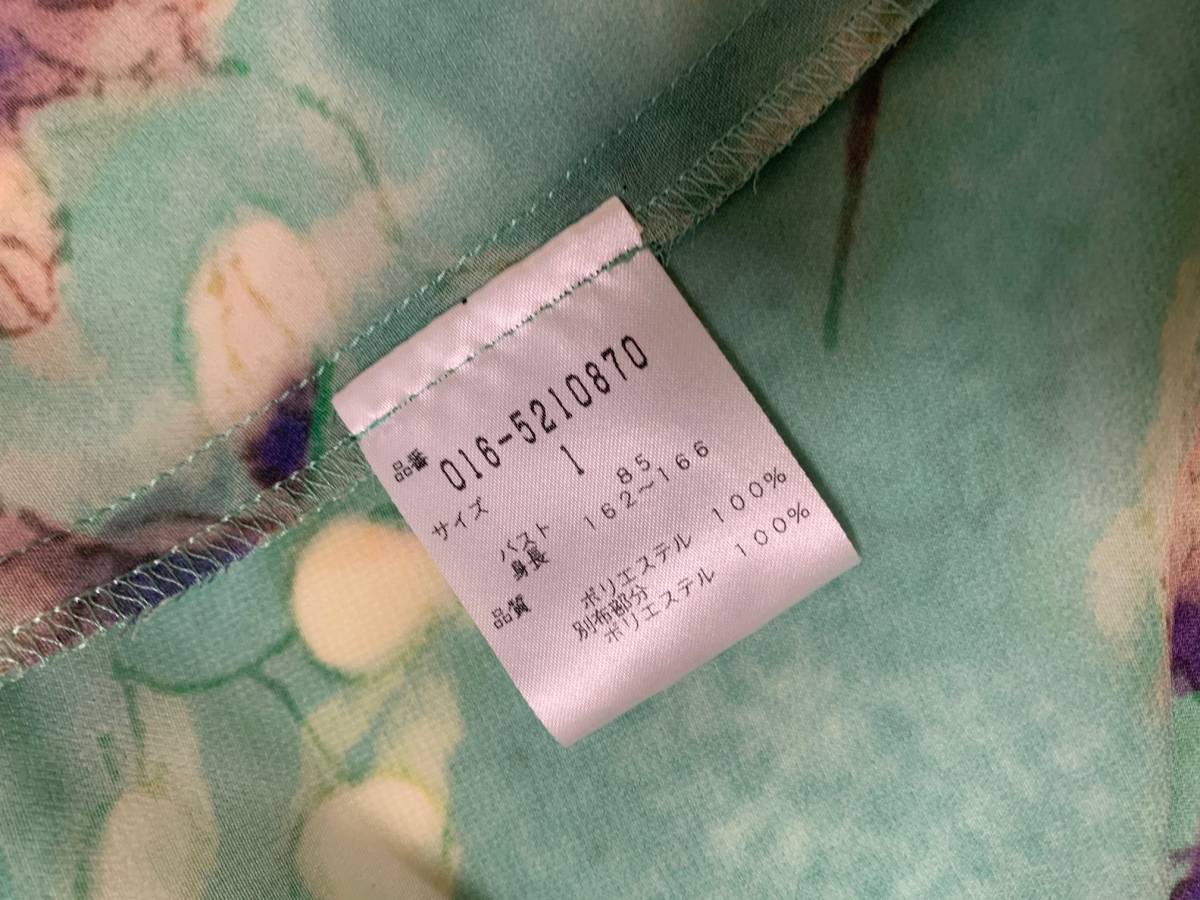 品番 016-5210870
サイズ 1
バスト 85
身長 162～166
品質 ポリエステル 100%
別布部分
ポリエステル 100%